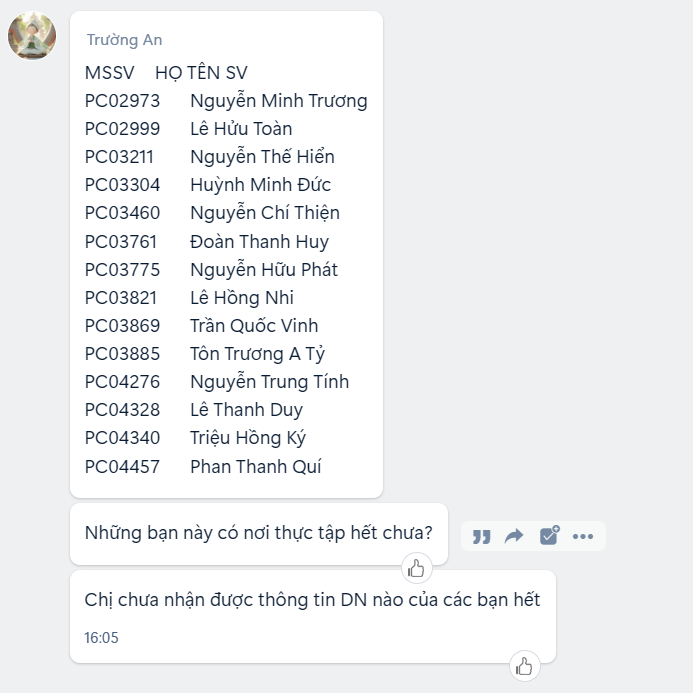 Trường An
MSSV HỌ TÊN SV
PC02973 Nguyễn Minh Trương
PC02999 Lê Hửu Toàn
PC03211 Nguyễn Thế Hiển
PC03304 Huỳnh Minh Đức
PC03460 Nguyễn Chí Thiện
PC03761 Đoàn Thanh Huy
PC03775 Nguyễn Hữu Phát
PC03821 Lê Hồng Nhi
PC03869 Trần Quốc Vinh
PC03885 Tôn Trương A Tỷ
PC04276 Nguyễn Trung Tính
PC04328 Lê Thanh Duy
PC04340 Triệu Hồng Ký
PC04457 Phan Thanh Quí
Những bạn này có nơi thực tập hết chưa?
Chị chưa nhận được thông tin DN nào của các bạn hết
16:05